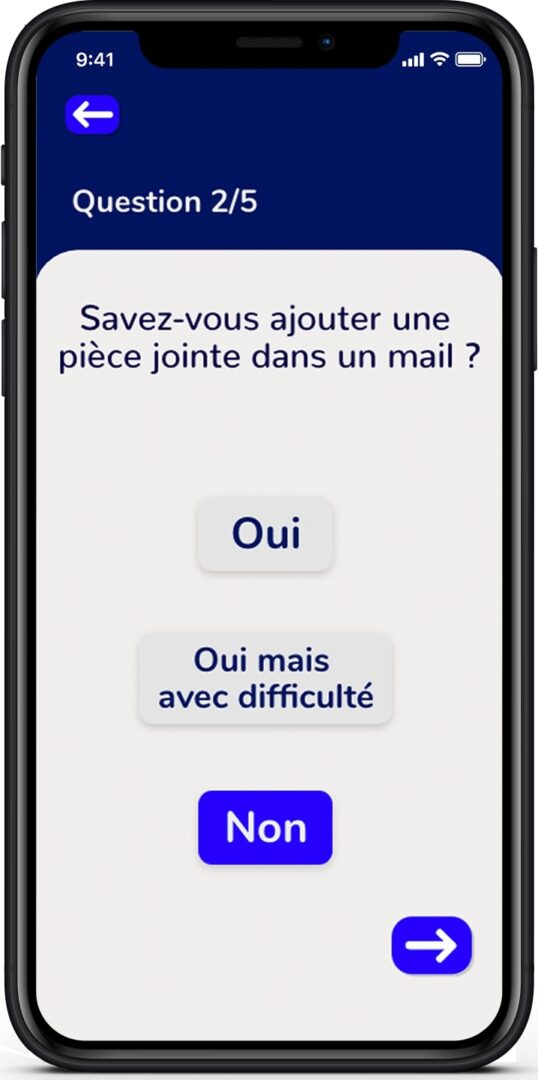 9:41
Question 2/5
Savez-vous ajouter une
pièce jointe dans un mail ?
Oui
Oui mais
avec difficulté
Non